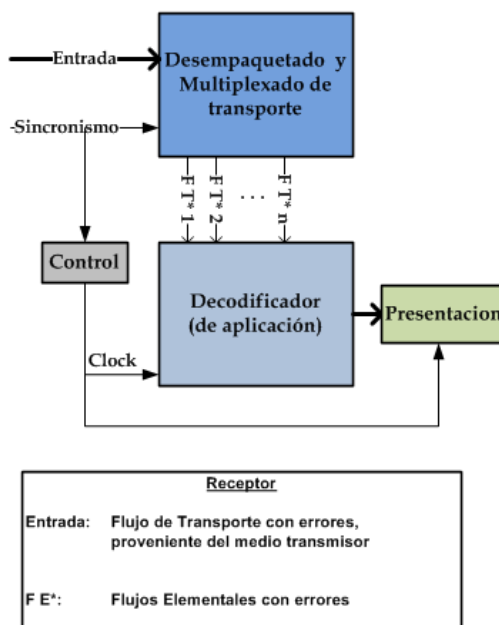 Entrada
Desempaquetado y
Multiplexado de
transporte
Sincronismo
F T* 1
F T* 2
. . .
F T* n
Control
Decodificador
(de aplicación)
Presentacion
Clock
Receptor
Entrada: Flujo de Transporte con errores,
proveniente del medio transmisor
F E*: Flujos Elementales con errores